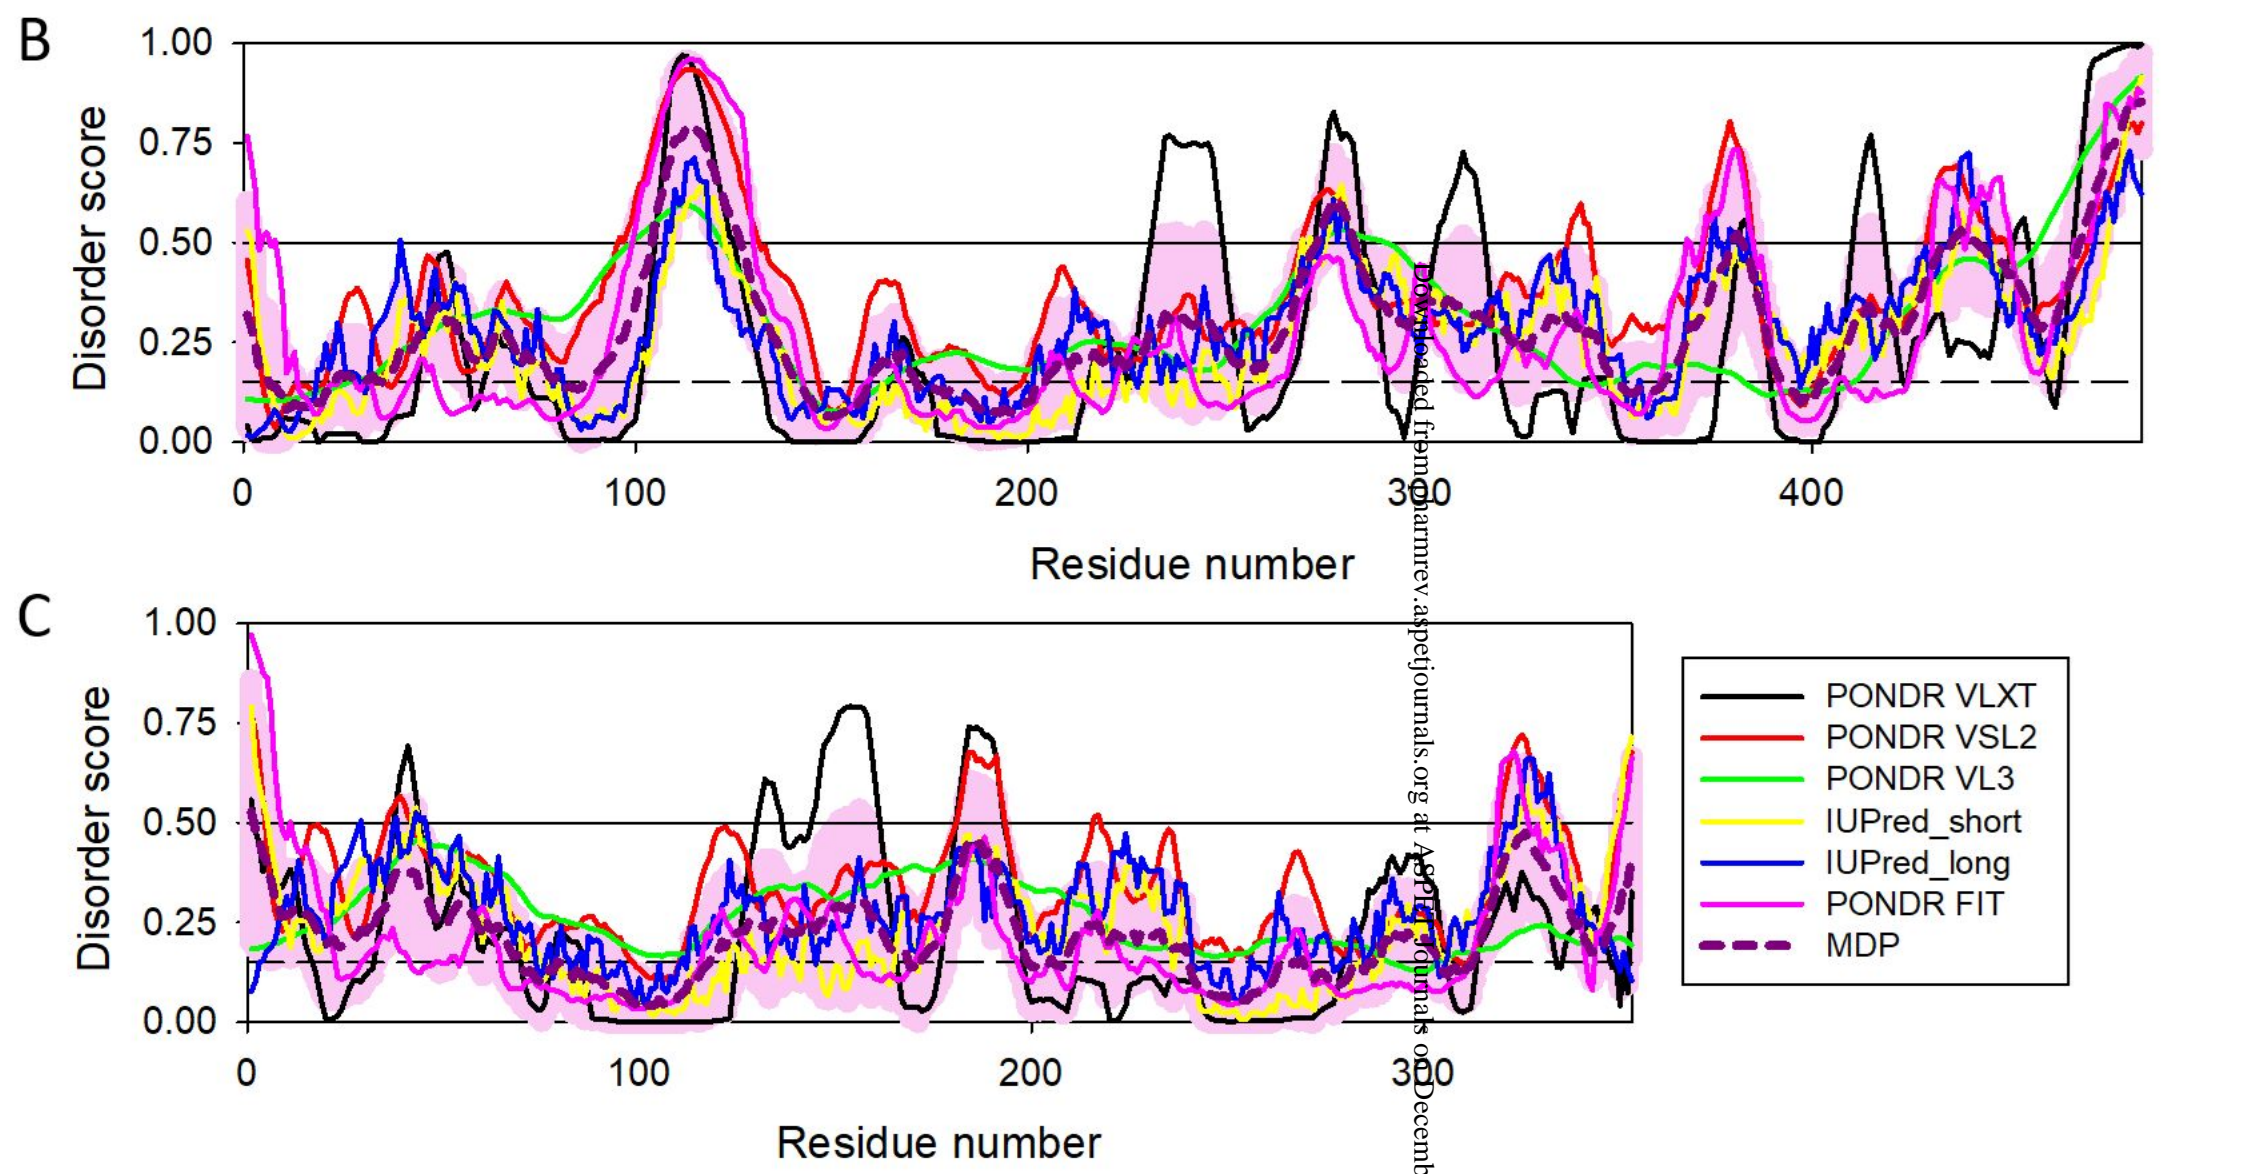 B
1.00
0.75
0.50
0.25
0.00
Disorder score
0 100 200 300 400
Residue number
C
1.00
0.75
0.50
0.25
0.00
Disorder score
0 100 200 300
Residue number
PONDR VLXT
PONDR VSL2
PONDR VL3
IUPred_short
IUPred_long
PONDR FIT
MDP
Downloaded from pharmrev.aspetjournals.org at ASPET Journals on Decemb